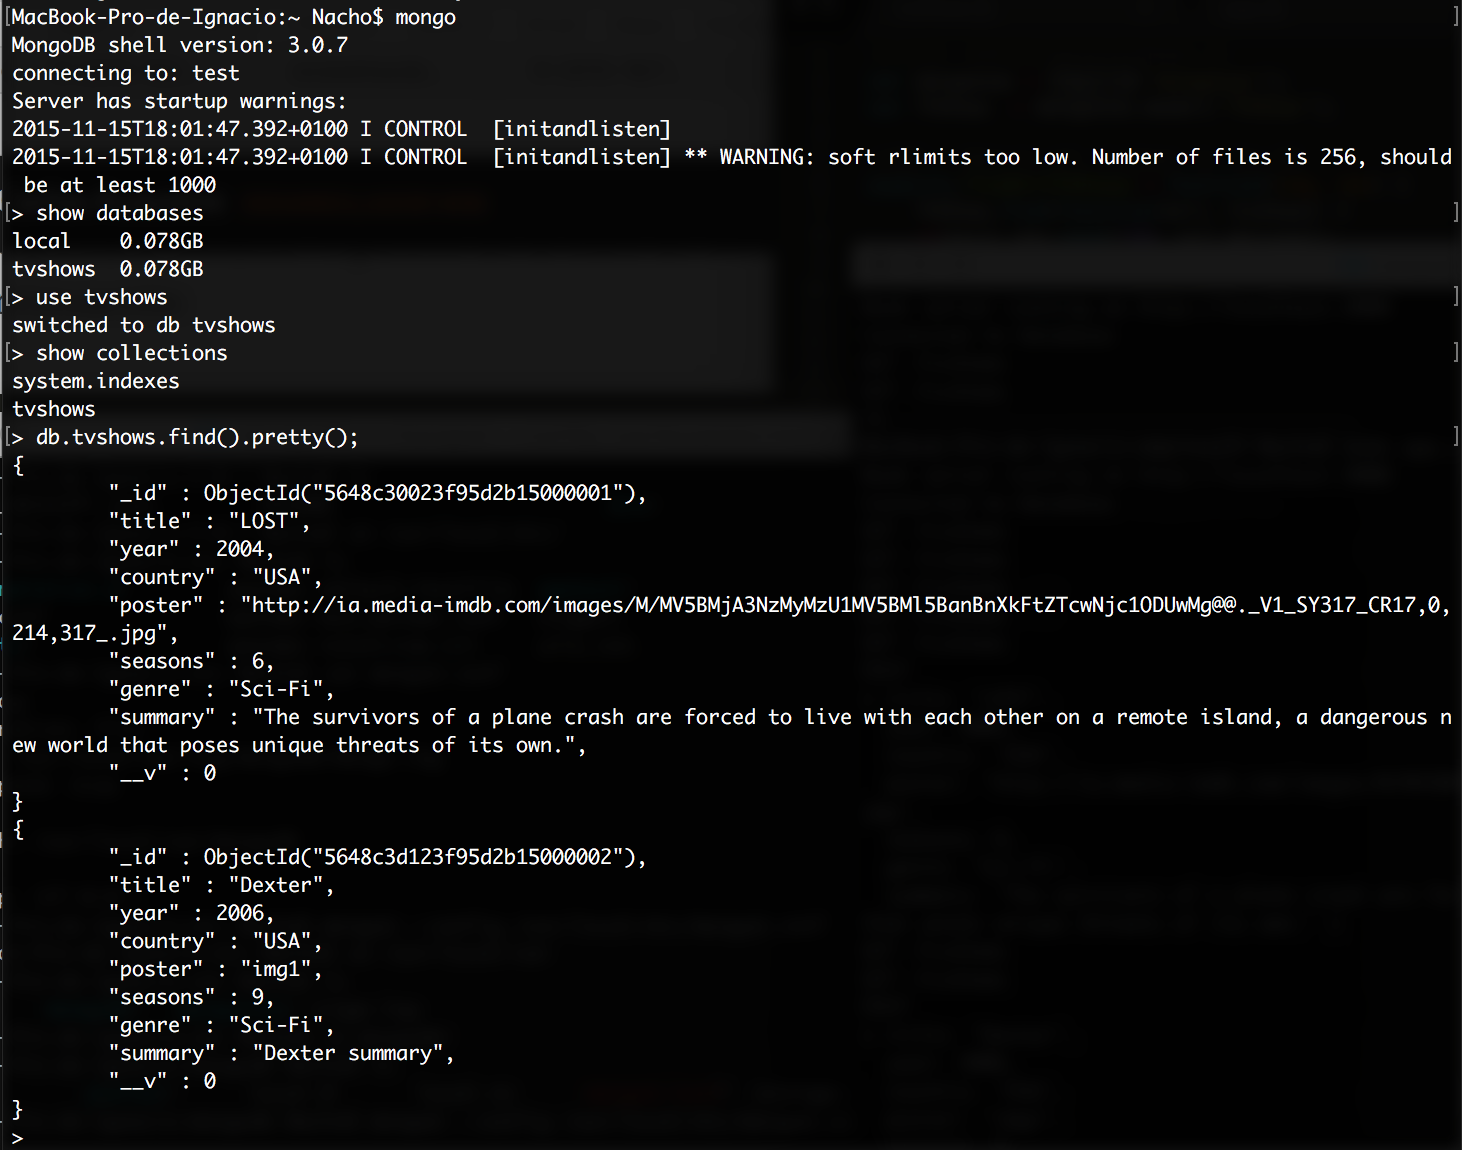 [MacBook-Pro-de-Ignacio:~ Nacho$ mongo ]
MongoDB shell version: 3.0.7
connecting to: test
Server has startup warnings:
2015-11-15T18:01:47.392+0100 I CONTROL  [initandlisten]
2015-11-15T18:01:47.392+0100 I CONTROL  [initandlisten] ** WARNING: soft rlimits too low. Number of files is 256, should
 be at least 1000
[> show databases ]
local    0.078GB
tvshows  0.078GB
[> use tvshows ]
switched to db tvshows
[> show collections ]
system.indexes
tvshows
[> db.tvshows.find().pretty(); ]
{
        "_id" : ObjectId("5648c30023f95d2b15000001"),
        "title" : "LOST",
        "year" : 2004,
        "country" : "USA",
        "poster" : "http://ia.media-imdb.com/images/M/MV5BMjA3NzMyMzU1MV5BMl5BanBnXkFtZTcwNjc1ODUwMg@@._V1_SY317_CR17,0,
214,317_.jpg",
        "seasons" : 6,
        "genre" : "Sci-Fi",
        "summary" : "The survivors of a plane crash are forced to live with each other on a remote island, a dangerous n
ew world that poses unique threats of its own.",
        "__v" : 0
}
{
        "_id" : ObjectId("5648c3d123f95d2b15000002"),
        "title" : "Dexter",
        "year" : 2006,
        "country" : "USA",
        "poster" : "img1",
        "seasons" : 9,
        "genre" : "Sci-Fi",
        "summary" : "Dexter summary",
        "__v" : 0
}
>